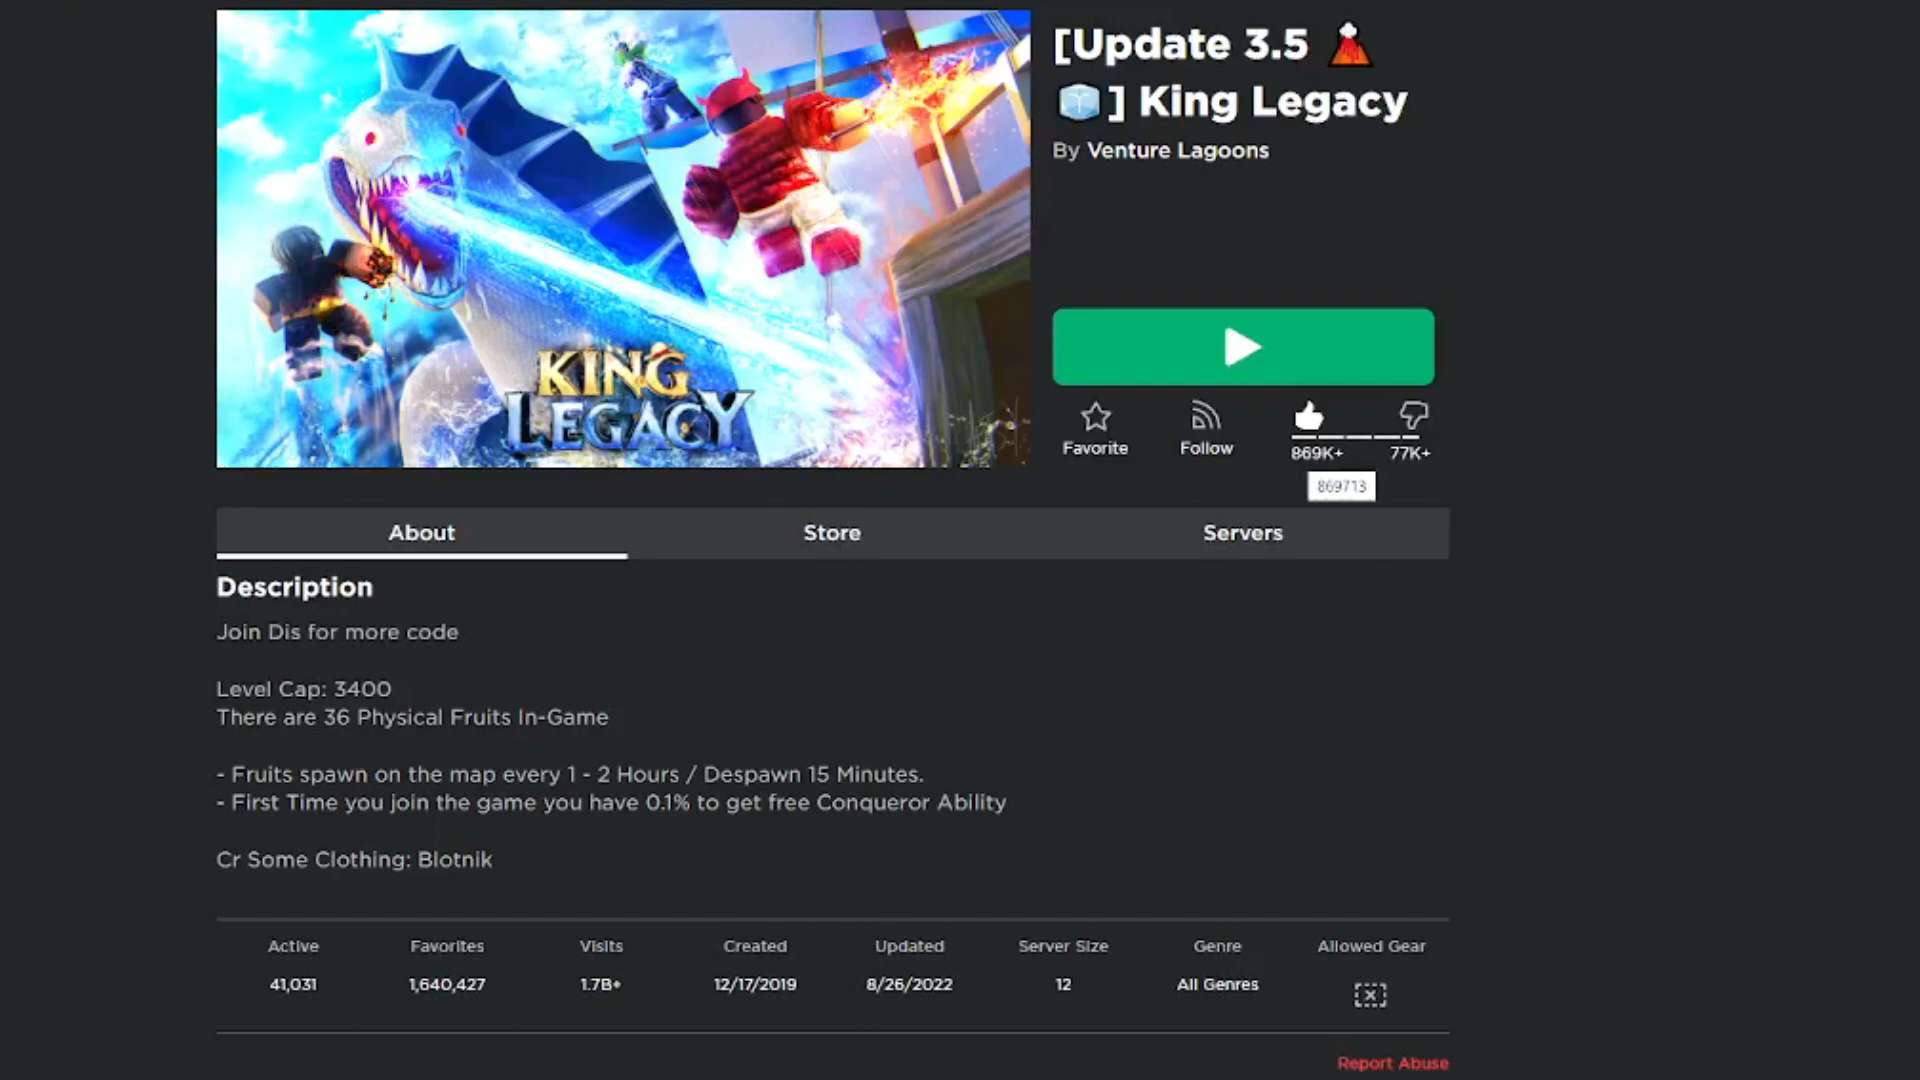 [Update 3.5 🌋
🧊] King Legacy
By Venture Lagoons
KING
LEGACY
Favorite
Follow
869K+
77K+
869713
About
Store
Servers
Description
Join Dis for more code
Level Cap: 3400
There are 36 Physical Fruits In-Game
- Fruits spawn on the map every 1 - 2 Hours / Despawn 15 Minutes.
- First Time you join the game you have 0.1% to get free Conqueror Ability
Cr Some Clothing: Blotnik
Active
Favorites
Visits
Created
Updated
Server Size
Genre
Allowed Gear
41,031
1,640,427
1.7B+
12/17/2019
8/26/2022
12
All Genres
Report Abuse